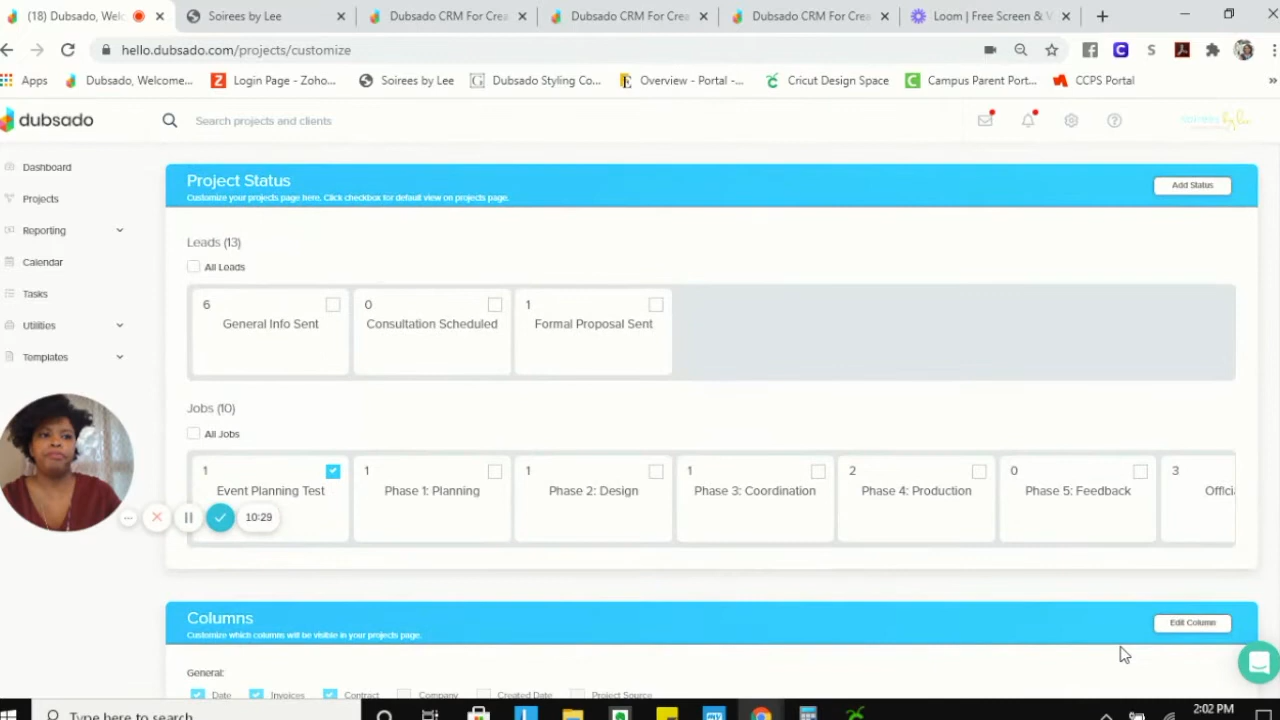 (18) Dubsado, Welc
Soirees by Lee
Dubsado CRM For Crea
Dubsado CRM For Crea
Dubsado CRM For Crea
Loom | Free Screen & V
hello.dubsado.com/projects/customize
Apps
Dubsado, Welcome...
Login Page - Zoho...
Soirees by Lee
Dubsado Styling Co...
Overview - Portal -...
Cricut Design Space
Campus Parent Port...
CCPS Portal
dubsado
Search projects and clients
Dashboard
Projects
Reporting
Calendar
Tasks
Utilities
Templates
Project Status
Customize your projects page here. Click checkbox for default view on projects page.
Add Status
Leads (13)
All Leads
6
General Info Sent
0
Consultation Scheduled
1
Formal Proposal Sent
Jobs (10)
All Jobs
1
Event Planning Test
1
Phase 1: Planning
1
Phase 2: Design
1
Phase 3: Coordination
2
Phase 4: Production
0
Phase 5: Feedback
3
Offici
10:29
Columns
Customize which columns will be visible in your projects page.
Edit Column
General:
Date
Invoices
Contract
Company
Created Date
Project Source
Type here to search
2:02 PM